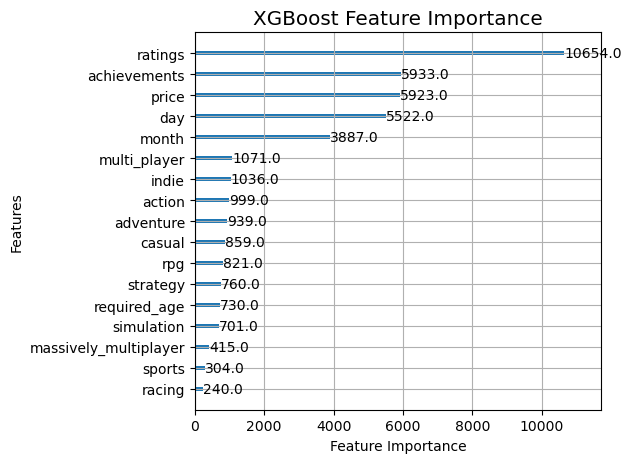 XGBoost Feature Importance
ratings 10654.0
achievements 5933.0
price 5923.0
day 5522.0
month 3887.0
multi_player 1071.0
indie 1036.0
action 999.0
adventure 939.0
casual 859.0
rpg 821.0
strategy 760.0
required_age 730.0
simulation 701.0
massively_multiplayer 415.0
sports 304.0
racing 240.0
Features
0 2000 4000 6000 8000 10000
Feature Importance